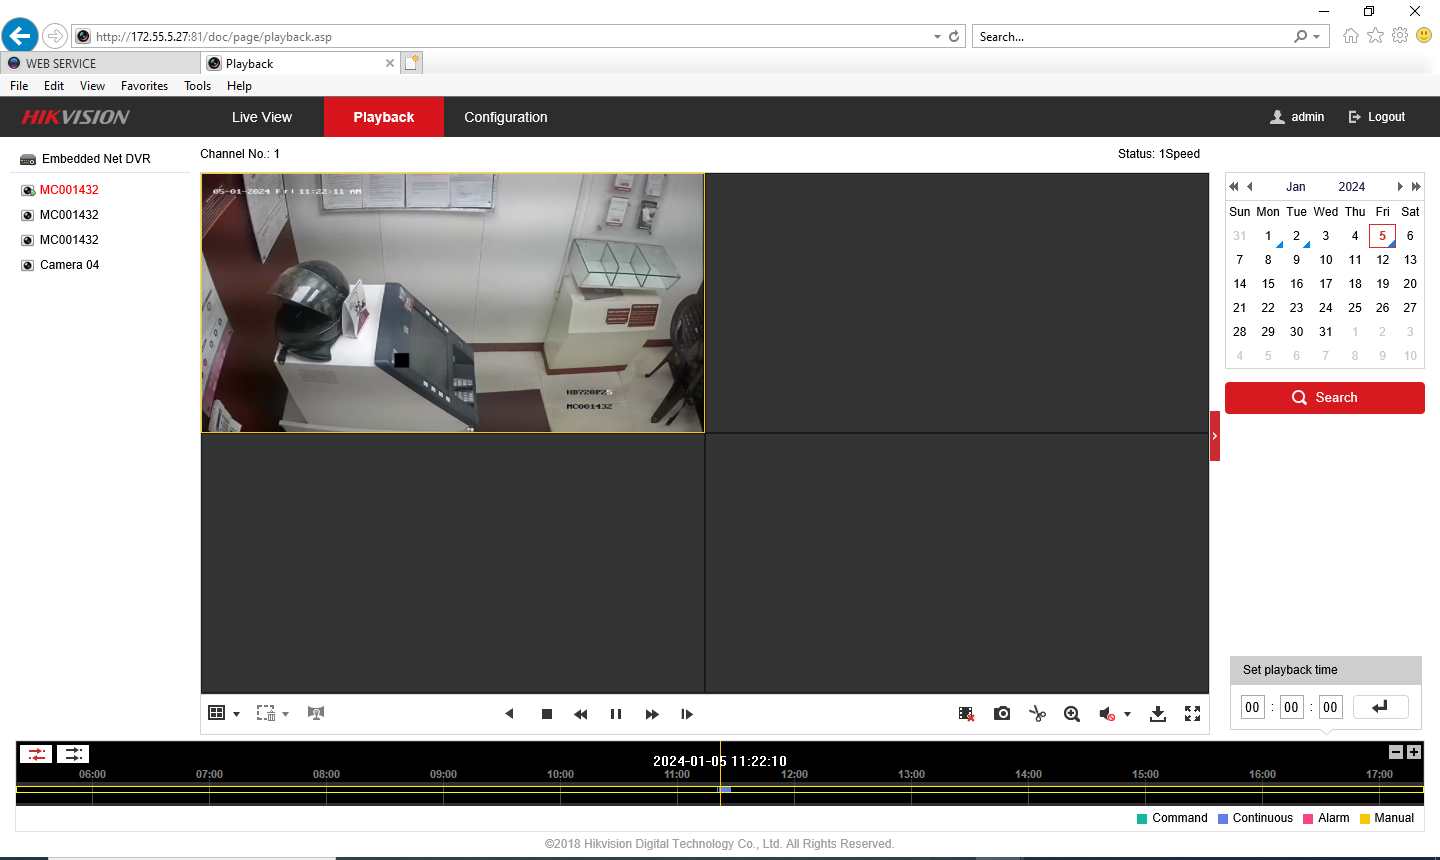 http://172.55.5.27:81/doc/page/playback.asp
Search...
WEB SERVICE
Playback
File Edit View Favorites Tools Help
HIKVISION
Live View
Playback
Configuration
admin
Logout
Embedded Net DVR
MC001432
MC001432
MC001432
Camera 04
Channel No.: 1
Status: 1Speed
05-01-2024 Fri 11:22:11 AM
HD720P25
MC001432
Jan 2024
Sun Mon Tue Wed Thu Fri Sat
31 1 2 3 4 5 6
7 8 9 10 11 12 13
14 15 16 17 18 19 20
21 22 23 24 25 26 27
28 29 30 31 1 2 3
4 5 6 7 8 9 10
Search
Set playback time
00 : 00 : 00
2024-01-05 11:22:10
06:00 07:00 08:00 09:00 10:00 11:00 12:00 13:00 14:00 15:00 16:00 17:00
Command Continuous Alarm Manual
©2018 Hikvision Digital Technology Co., Ltd. All Rights Reserved.